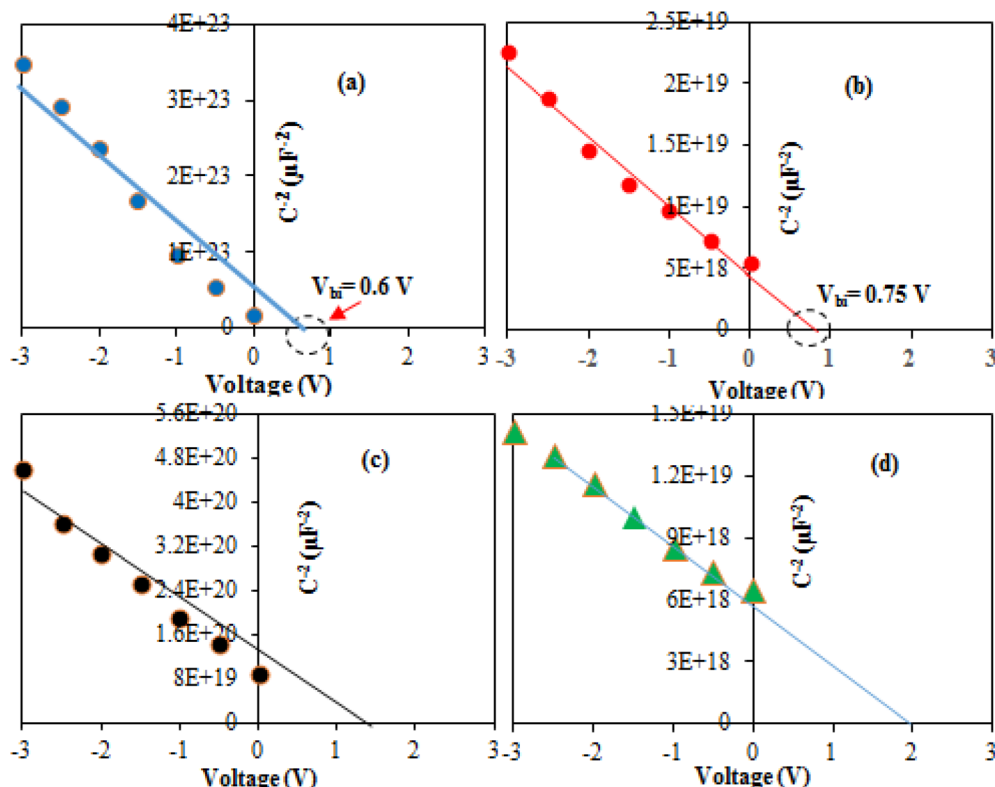 4E+23
(a)
3E+23
C⁻² (μF⁻²)
2E+23
1E+23
V_bi= 0.6 V
0
-3 -2 -1 0 1 2 3
Voltage (V)
2.5E+19
(b)
2E+19
1.5E+19
C⁻² (μF⁻²)
1E+19
5E+18
V_bi= 0.75 V
0
-3 -2 -1 0 1 2 3
Voltage (V)
5.6E+20
(c)
4.8E+20
4E+20
C⁻² (μF⁻²)
3.2E+20
2.4E+20
1.6E+20
8E+19
0
-3 -2 -1 0 1 2 3
Voltage (V)
1.5E+19
(d)
1.2E+19
C⁻² (μF⁻²)
9E+18
6E+18
3E+18
0
-3 -2 -1 0 1 2 3
Voltage (V)